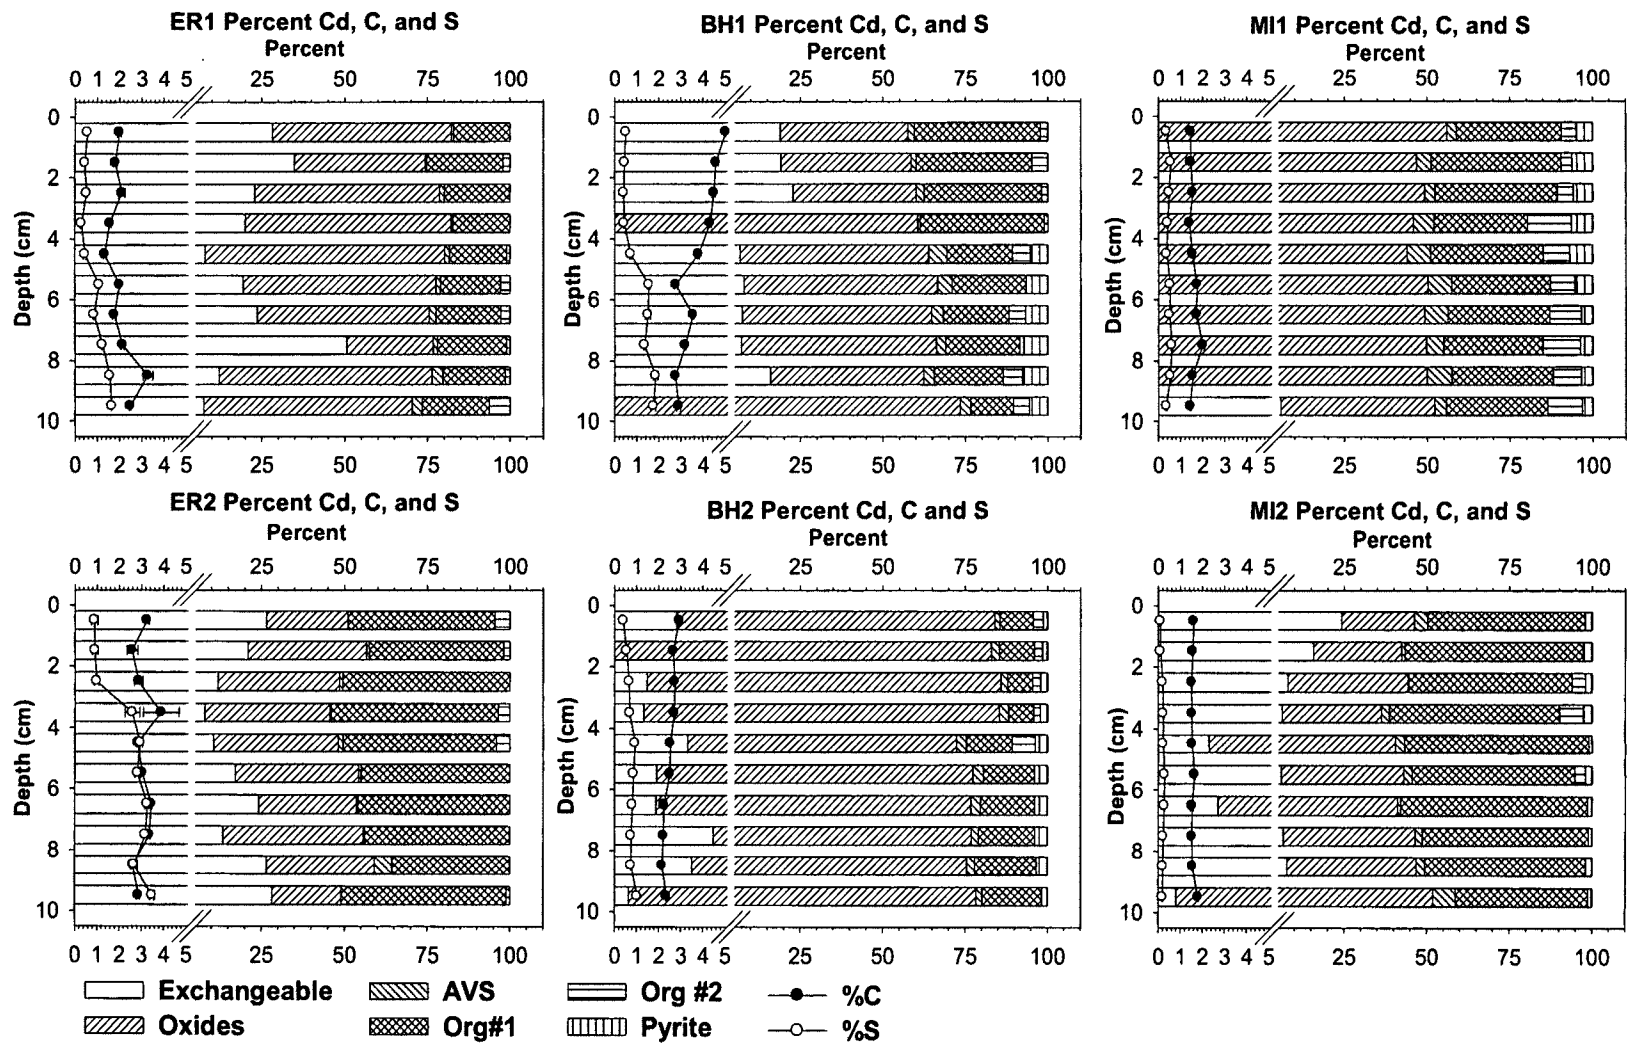 ER1 Percent Cd, C, and S
Percent
0 1 2 3 4 5 25 50 75 100
0
2
4
6
8
10
Depth (cm)
0 1 2 3 4 5 25 50 75 100
BH1 Percent Cd, C, and S
Percent
0 1 2 3 4 5 25 50 75 100
0
2
4
6
8
10
Depth (cm)
0 1 2 3 4 5 25 50 75 100
MI1 Percent Cd, C, and S
Percent
0 1 2 3 4 5 25 50 75 100
0
2
4
6
8
10
Depth (cm)
0 1 2 3 4 5 25 50 75 100
ER2 Percent Cd, C, and S
Percent
0 1 2 3 4 5 25 50 75 100
0
2
4
6
8
10
Depth (cm)
0 1 2 3 4 5 25 50 75 100
BH2 Percent Cd, C and S
Percent
0 1 2 3 4 5 25 50 75 100
0
2
4
6
8
10
Depth (cm)
0 1 2 3 4 5 25 50 75 100
MI2 Percent Cd, C, and S
Percent
0 1 2 3 4 5 25 50 75 100
0
2
4
6
8
10
Depth (cm)
0 1 2 3 4 5 25 50 75 100
Exchangeable AVS Org #2 %C
Oxides Org#1 Pyrite %S